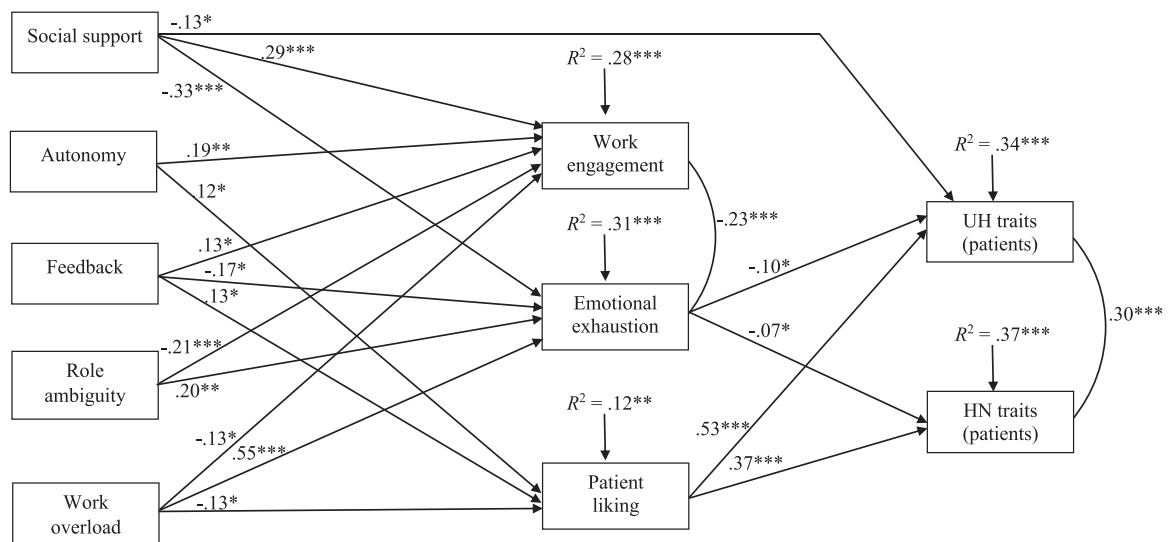 -.13*
Social support
.29***
R² = .28***
-.33***
Work
engagement
Autonomy
.19**
R² = .34***
.12*
UH traits
(patients)
R² = .31***
-.23***
.13*
Feedback
-.17*
.13*
-.10*
Emotional
exhaustion
.30***
-.07*
R² = .37***
-.21***
Role
ambiguity
.20**
R² = .12**
HN traits
(patients)
-.13*
.53***
.55***
.37***
Patient
liking
Work
overload
-.13*